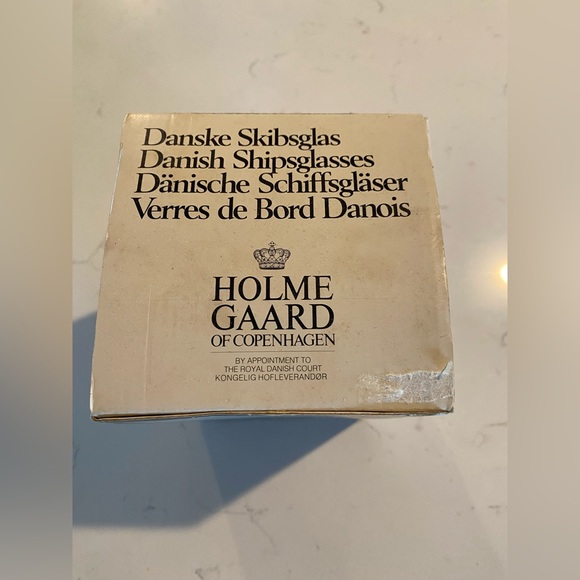 Danske Skibsglas
Danish Shipsglasses
Dänische Schiffsgläser
Verres de Bord Danois
HOLME
GAARD
OF COPENHAGEN
BY APPOINTMENT TO
THE ROYAL DANISH COURT
KONGELIG HOFLEVERANDØR